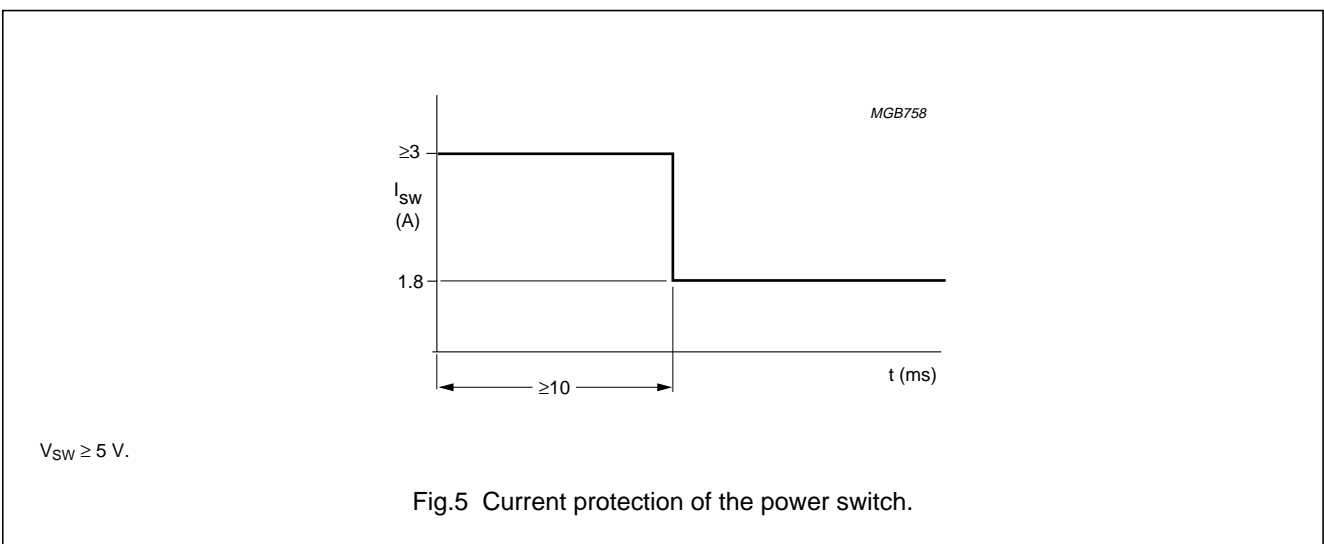 MGB758
≥3
I_SW
(A)
1.8
≥10
t (ms)
V_SW ≥ 5 V.
Fig.5 Current protection of the power switch.